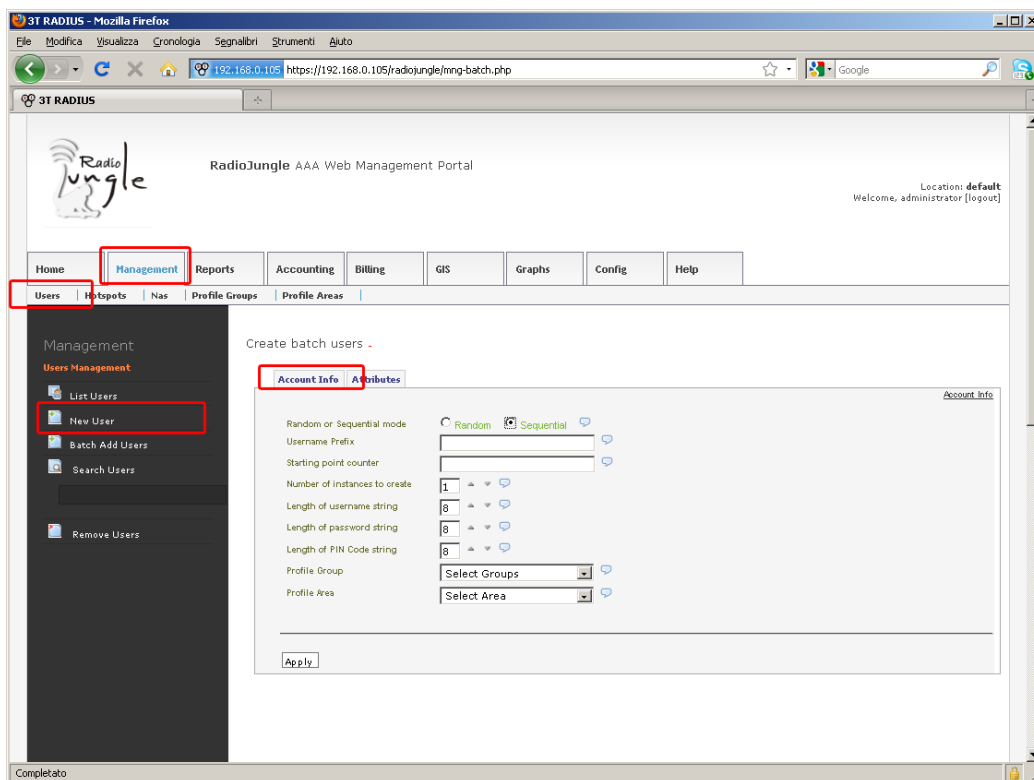 3T RADIUS - Mozilla Firefox
File Modifica Visualizza Cronologia Segnalibri Strumenti Aiuto
192.168.0.105 https://192.168.0.105/radiojungle/mng-batch.php Google
3T RADIUS
Radio Jungle
RadioJungle AAA Web Management Portal
Location: default
Welcome, administrator [logout]
Home Management Reports Accounting Billing GIS Graphs Config Help
Users | Hotspots | Nas | Profile Groups | Profile Areas |
Management
Users Management
List Users
New User
Batch Add Users
Search Users
Remove Users
Create batch users -
Account Info Attributes
Account Info
Random or Sequential mode Random Sequential
Username Prefix
Starting point counter
Number of instances to create 1
Length of username string 8
Length of password string 8
Length of PIN Code string 8
Profile Group Select Groups
Profile Area Select Area
Apply
Completato